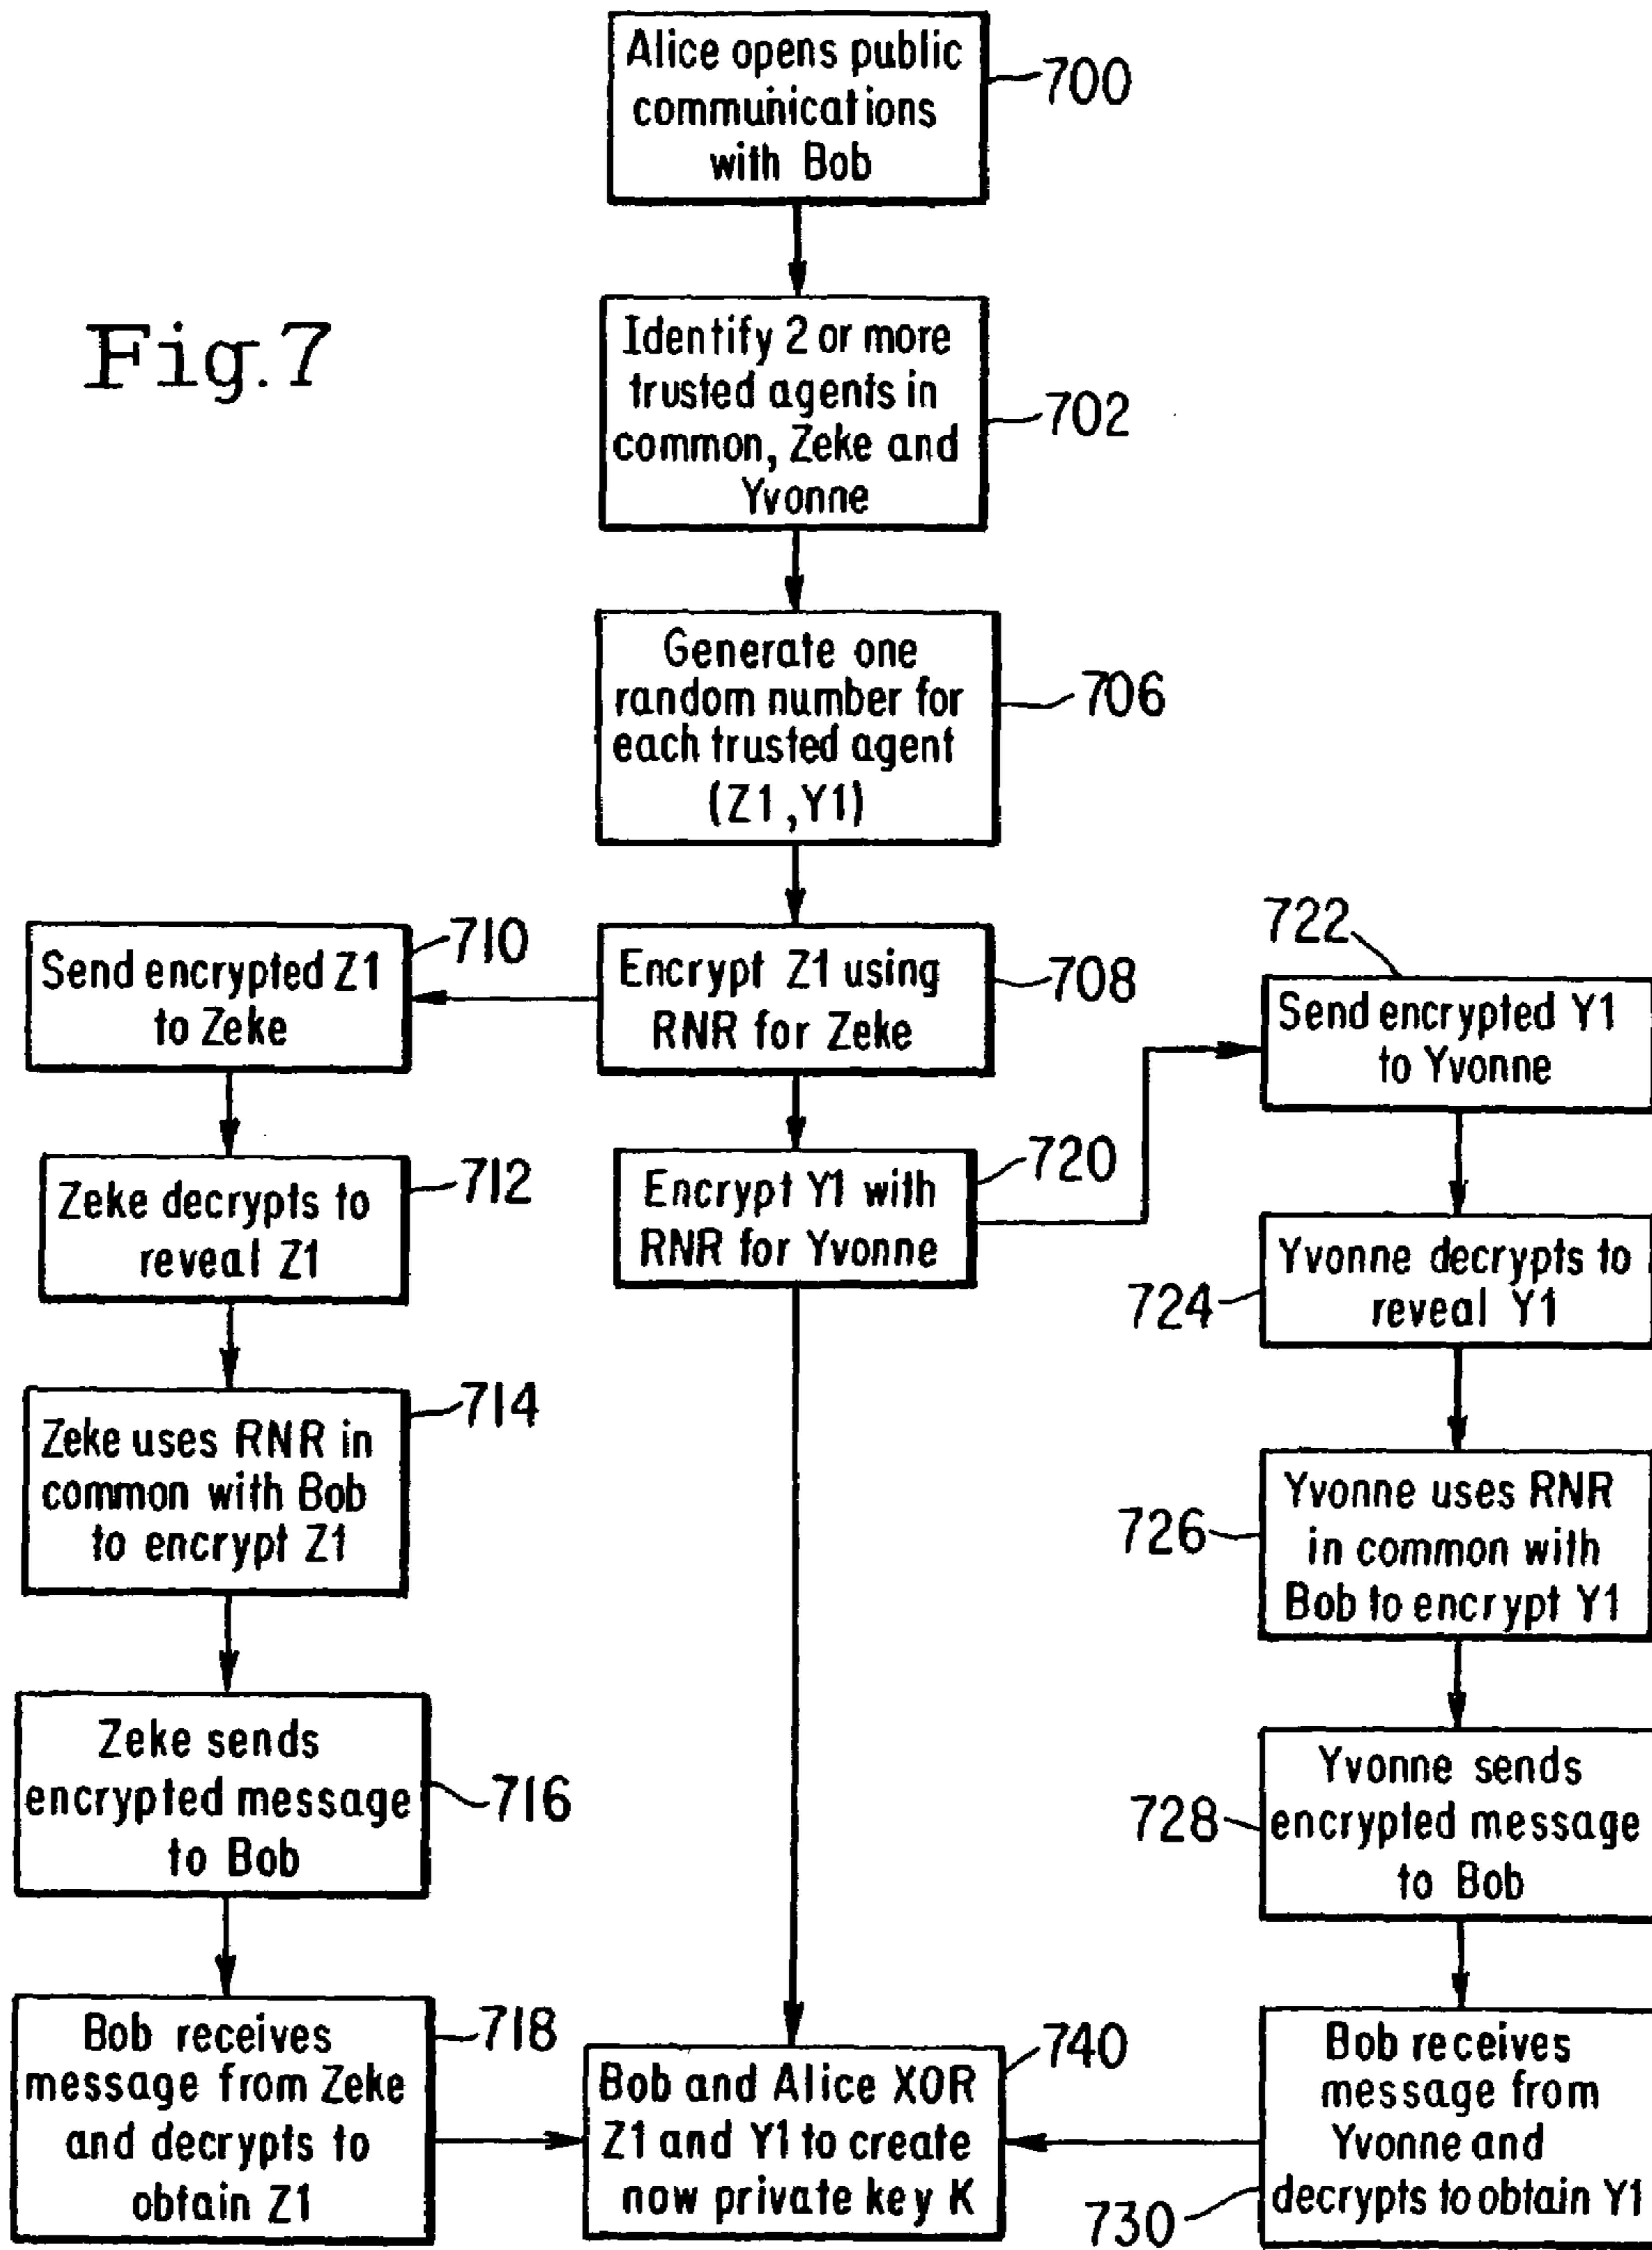 Fig.7
Alice opens public
communications
with Bob
700
Identify 2 or more
trusted agents in
common, Zeke and
Yvonne
702
Generate one
random number for
each trusted agent
(Z1,Y1)
706
Encrypt Z1 using
RNR for Zeke
708
Send encrypted Z1
to Zeke
710
Zeke decrypts to
reveal Z1
712
Zeke uses RNR in
common with Bob
to encrypt Z1
714
Zeke sends
encrypted message
to Bob
716
Bob receives
message from Zeke
and decrypts to
obtain Z1
718
Encrypt Y1 with
RNR for Yvonne
720
Send encrypted Y1
to Yvonne
722
Yvonne decrypts to
reveal Y1
724
Yvonne uses RNR
in common with
Bob to encrypt Y1
726
Yvonne sends
encrypted message
to Bob
728
Bob receives
message from
Yvonne and
decrypts to obtain Y1
730
Bob and Alice XOR
Z1 and Y1 to create
now private key K
740